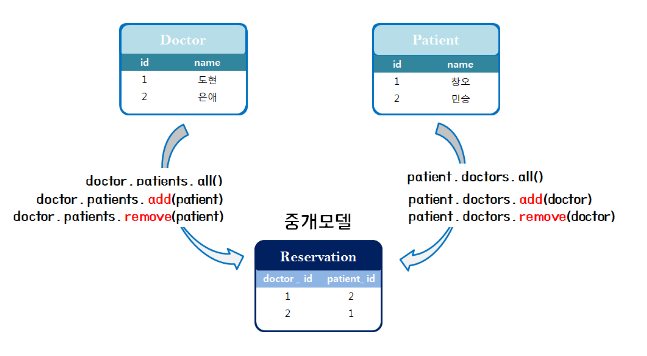 Doctor
id name
1 도현
2 은애
Patient
id name
1 창오
2 민승
doctor.patients.all()
doctor.patients.add(patient)
doctor.patients.remove(patient)
patient.doctors.all()
patient.doctors.add(doctor)
patient.doctors.remove(doctor)
중개모델
Reservation
doctor_id patient_id
1 2
2 1